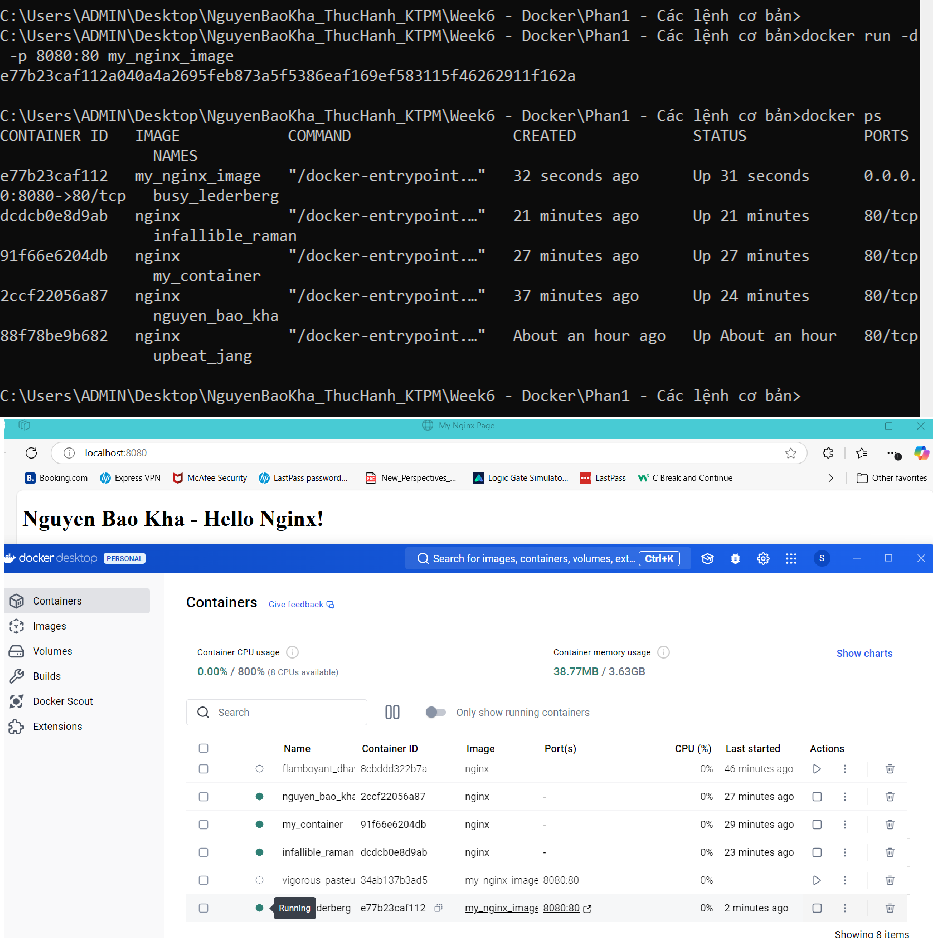 C:\Users\ADMIN\Desktop\NguyenBaoKha_ThucHanh_KTPM\Week6 - Docker\Phan1 - Các lệnh cơ bản>
C:\Users\ADMIN\Desktop\NguyenBaoKha_ThucHanh_KTPM\Week6 - Docker\Phan1 - Các lệnh cơ bản>docker run -d
-p 8080:80 my_nginx_image
e77b23caf112a040a4a2695feb873a5f5386eaf169ef583115f46262911f162a
C:\Users\ADMIN\Desktop\NguyenBaoKha_ThucHanh_KTPM\Week6 - Docker\Phan1 - Các lệnh cơ bản>docker ps
CONTAINER ID IMAGE COMMAND CREATED STATUS PORTS
NAMES
e77b23caf112 my_nginx_image "/docker-entrypoint.…" 32 seconds ago Up 31 seconds 0.0.0.
0:8080->80/tcp busy_lederberg
dcdcb0e8d9ab nginx "/docker-entrypoint.…" 21 minutes ago Up 21 minutes 80/tcp
infallible_raman
91f66e6204db nginx "/docker-entrypoint.…" 27 minutes ago Up 27 minutes 80/tcp
my_container
2ccf22056a87 nginx "/docker-entrypoint.…" 37 minutes ago Up 24 minutes 80/tcp
nguyen_bao_kha
88f78be9b682 nginx "/docker-entrypoint.…" About an hour ago Up About an hour 80/tcp
upbeat_jang
C:\Users\ADMIN\Desktop\NguyenBaoKha_ThucHanh_KTPM\Week6 - Docker\Phan1 - Các lệnh cơ bản>
My Nginx Page
localhost:8080
Booking.com Express VPN McAfee Security LastPass password... New_Perspectives_... Logic Gate Simulato... LastPass C Break and Continue Other favorites
Nguyen Bao Kha - Hello Nginx!
docker desktop PERSONAL Search for images, containers, volumes, ext... Ctrl+K S
Containers
Images
Volumes
Builds
Docker Scout
Extensions
Containers Give feedback
Container CPU usage Container memory usage Show charts
0.00% / 800% (8 CPUs available) 38.77MB / 3.63GB
Search Only show running containers
Name Container ID Image Port(s) CPU (%) Last started Actions
flamboyant_dhar 8cbddd322b7a nginx 0% 46 minutes ago
nguyen_bao_kha 2ccf22056a87 nginx - 0% 27 minutes ago
my_container 91f66e6204db nginx - 0% 29 minutes ago
infallible_raman dcdcb0e8d9ab nginx - 0% 23 minutes ago
vigorous_pasteu 34ab137b3ad5 my_nginx_image 8080:80 0%
Running derberg e77b23caf112 my_nginx_image 8080:80 0% 2 minutes ago
Showing 8 items